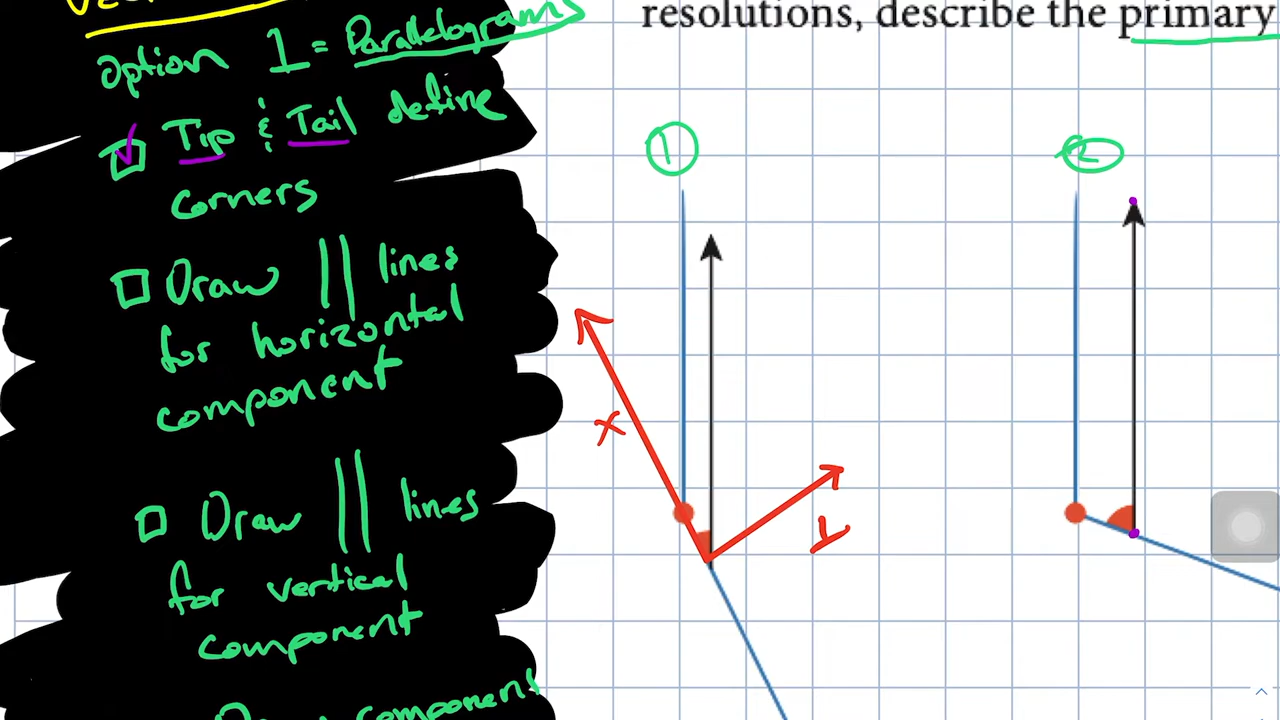 resolutions, describe the primary
Option 1 = Parallelograms
Tip & Tail define
corners
Draw || lines
for horizontal
component
Draw || lines
for vertical
component
component
1
2
x